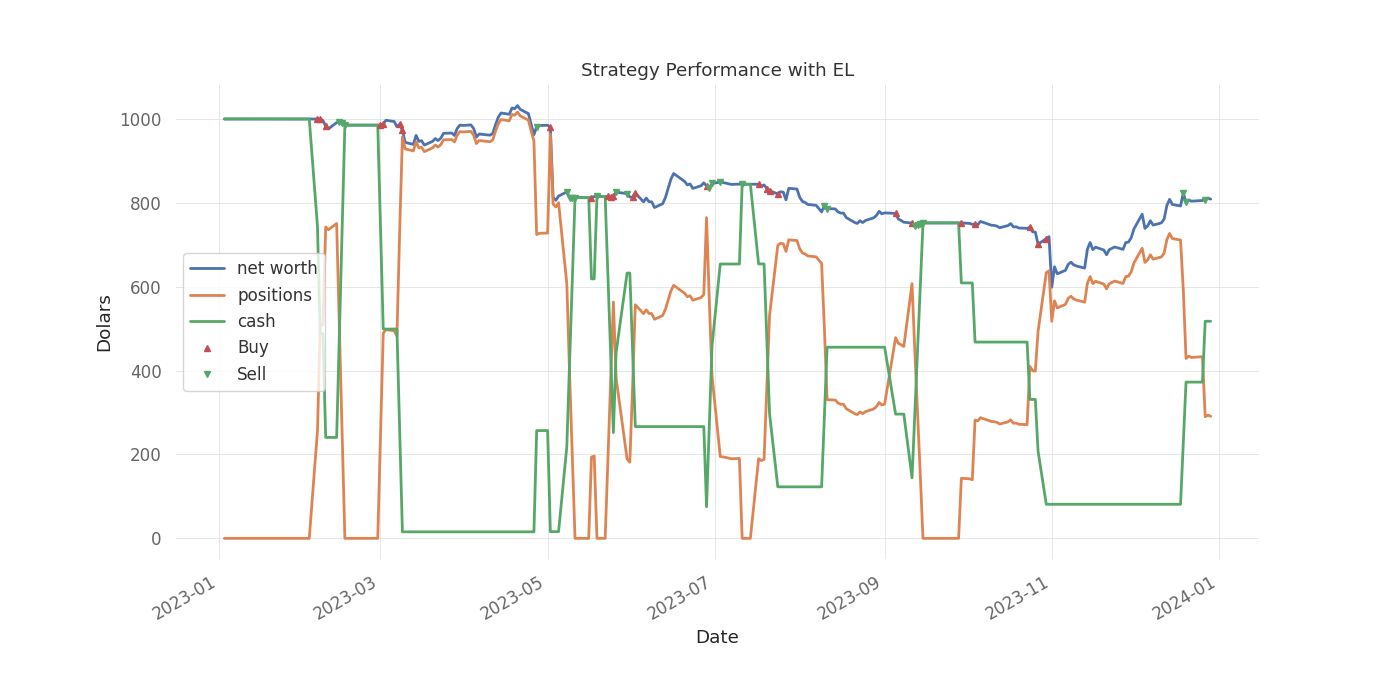 Strategy Performance with EL
1000
800
600
400
200
0
Dolars
net worth
positions
cash
Buy
Sell
2023-01
2023-03
2023-05
2023-07
2023-09
2023-11
2024-01
Date